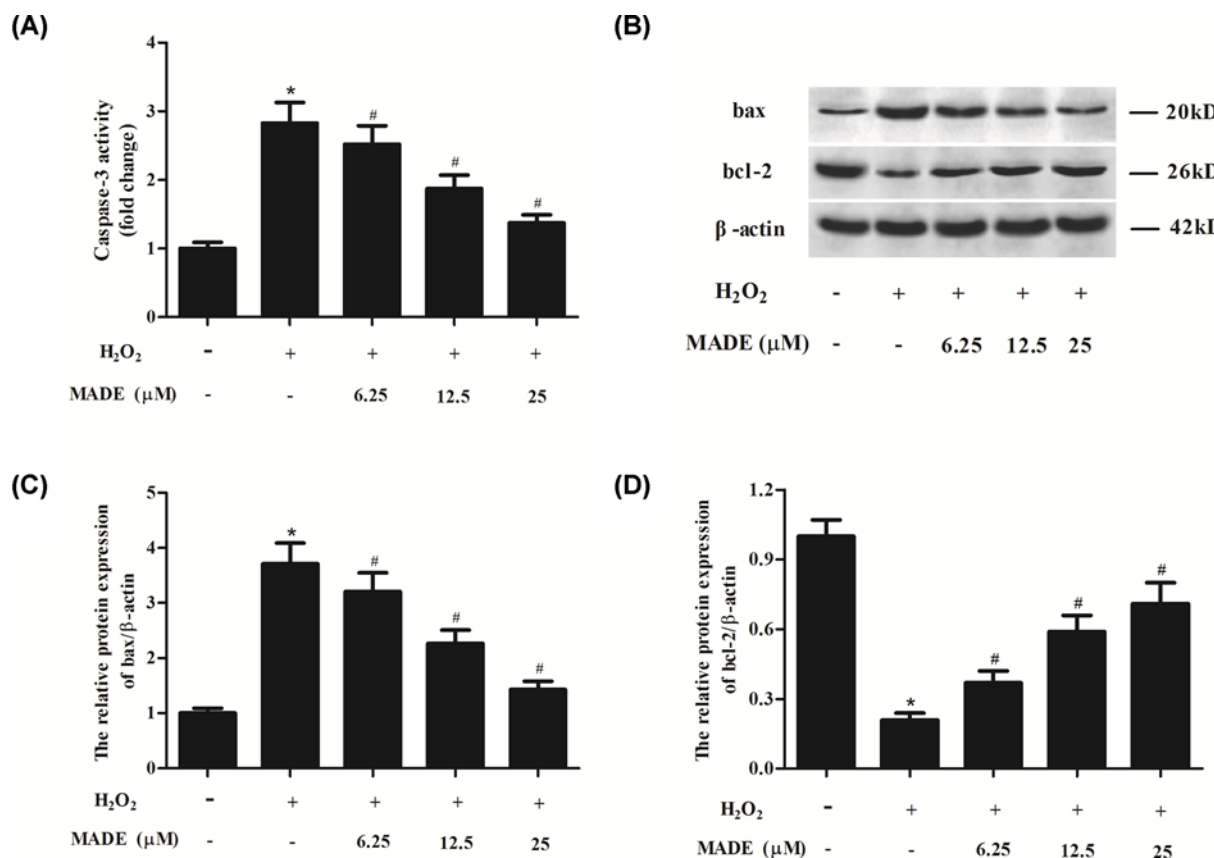 (A)
Caspase-3 activity
(fold change)
4
3
2
1
0
*
#
#
#
H₂O₂ - + + + +
MADE (μM) - - 6.25 12.5 25
(B)
bax — 20kD
bcl-2 — 26kD
β -actin — 42kD
H₂O₂ - + + + +
MADE (μM) - - 6.25 12.5 25
(C)
The relative protein expression
of bax/β-actin
5
4
3
2
1
0
*
#
#
#
H₂O₂ - + + + +
MADE (μM) - - 6.25 12.5 25
(D)
The relative protein expression
of bcl-2/β-actin
1.2
0.9
0.6
0.3
0.0
*
#
#
#
H₂O₂ - + + + +
MADE (μM) - - 6.25 12.5 25